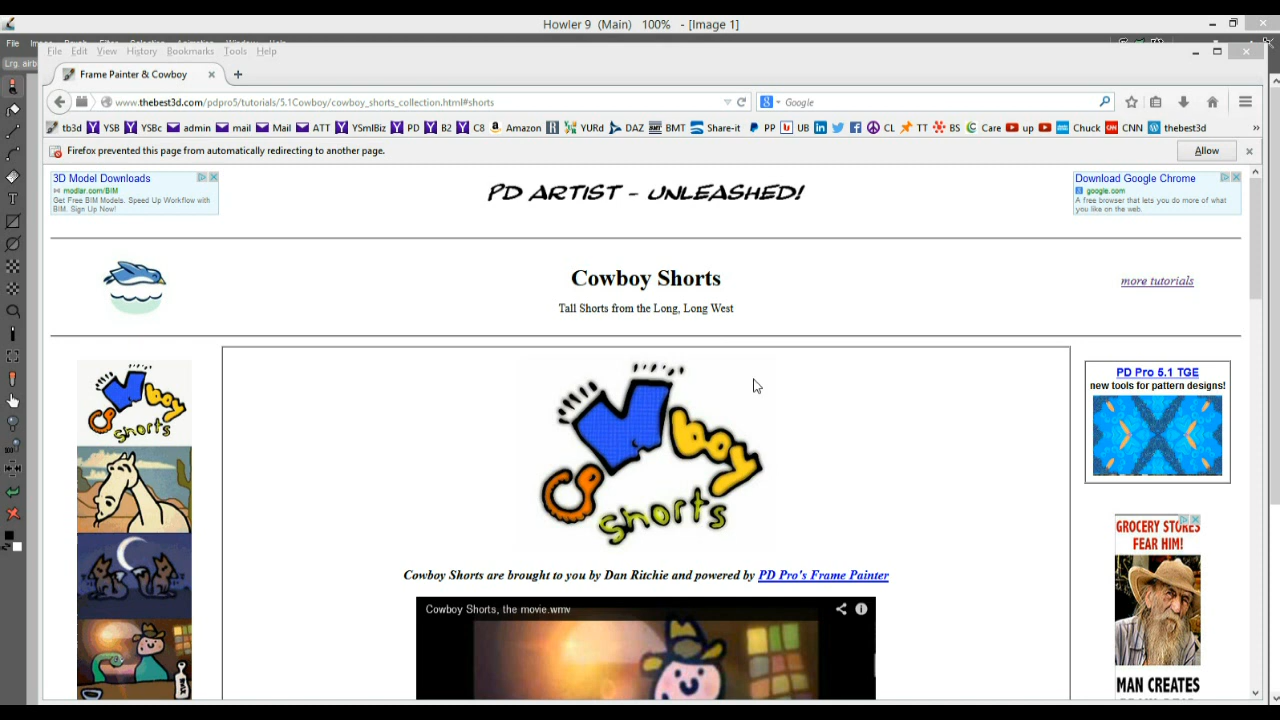 Howler 9 (Main) 100% - [Image 1]
File
File Edit View History Bookmarks Tools Help
Lrg. airb
Frame Painter & Cowboy
www.thebest3d.com/pdpro5/tutorials/5.1Cowboy/cowboy_shorts_collection.html#shorts
Google
tb3d YSB YSBc admin mail Mail ATT YSmlBiz PD B2 C8 Amazon YURd DAZ BMT Share-it PP UB CL TT BS Care up Chuck CNN thebest3d
Firefox prevented this page from automatically redirecting to another page.
Allow
3D Model Downloads
modlar.com/BIM
Get Free BIM Models. Speed Up Workflow with
BIM. Sign Up Now!
PD ARTIST - UNLEASHED!
Download Google Chrome
google.com
A free browser that lets you do more of what
you like on the web.
Cowboy Shorts
Tall Shorts from the Long, Long West
more tutorials
Cowboy
shorts
Cowboy
shorts
PD Pro 5.1 TGE
new tools for pattern designs!
GROCERY STORES
FEAR HIM!
MAN CREATES
Cowboy Shorts are brought to you by Dan Ritchie and powered by PD Pro's Frame Painter
Cowboy Shorts, the movie.wmv